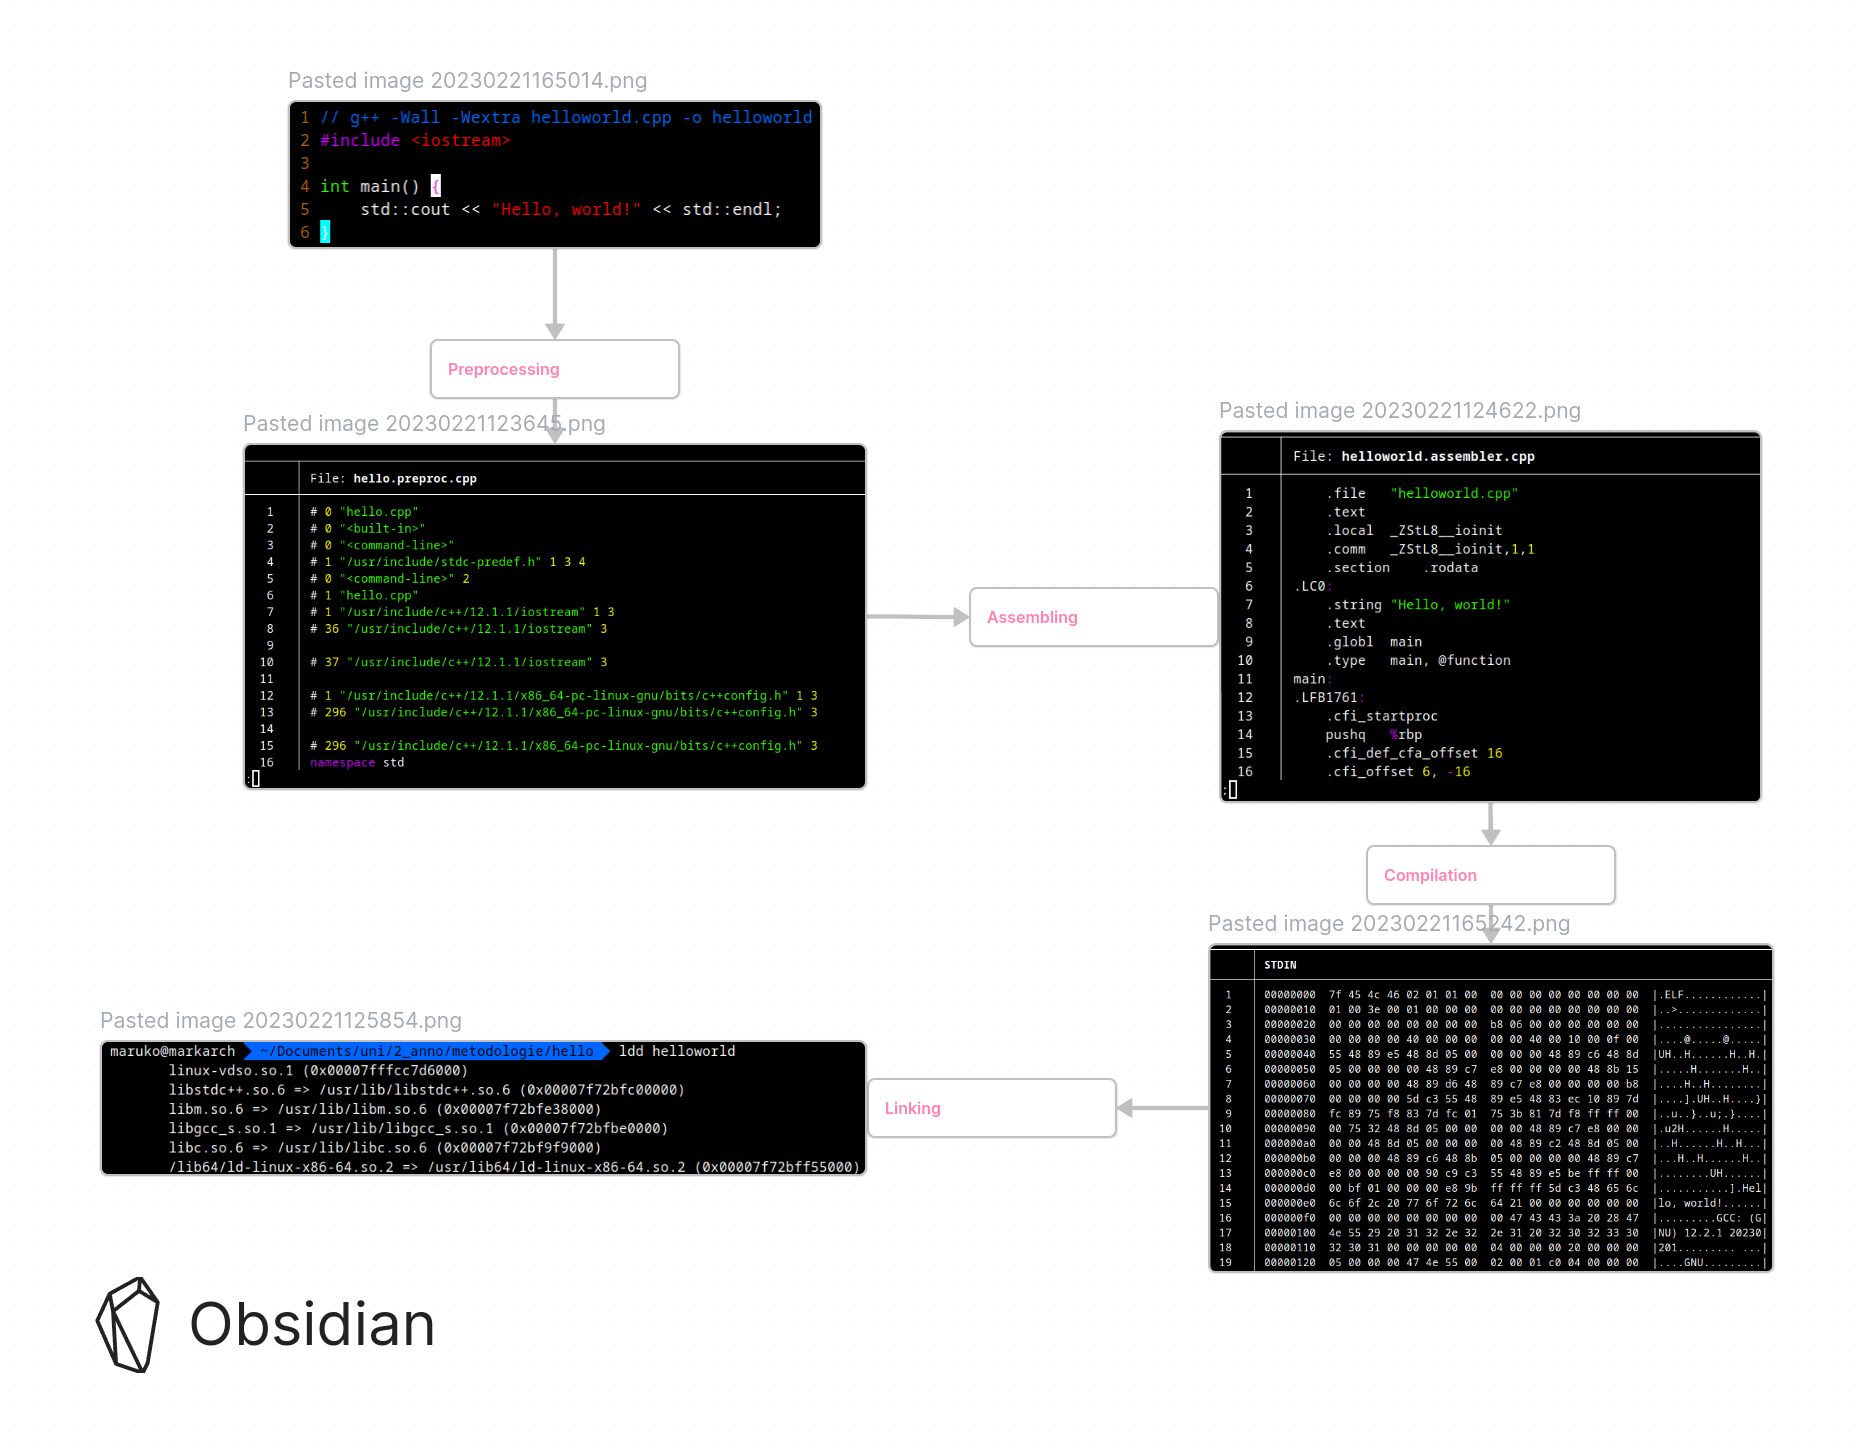 Pasted image 20230221165014.png
1 // g++ -Wall -Wextra helloworld.cpp -o helloworld
2 #include <iostream>
3
4 int main() {
5     std::cout << "Hello, world!" << std::endl;
6 }
Preprocessing
Pasted image 20230221123645.png
File: hello.preproc.cpp
1 # 0 "hello.cpp"
2 # 0 "<built-in>"
3 # 0 "<command-line>"
4 # 1 "/usr/include/stdc-predef.h" 1 3 4
5 # 0 "<command-line>" 2
6 # 1 "hello.cpp"
7 # 1 "/usr/include/c++/12.1.1/iostream" 1 3
8 # 36 "/usr/include/c++/12.1.1/iostream" 3
9
10 # 37 "/usr/include/c++/12.1.1/iostream" 3
11
12 # 1 "/usr/include/c++/12.1.1/x86_64-pc-linux-gnu/bits/c++config.h" 1 3
13 # 296 "/usr/include/c++/12.1.1/x86_64-pc-linux-gnu/bits/c++config.h" 3
14
15 # 296 "/usr/include/c++/12.1.1/x86_64-pc-linux-gnu/bits/c++config.h" 3
16 namespace std
:
Assembling
Pasted image 20230221124622.png
File: helloworld.assembler.cpp
1     .file   "helloworld.cpp"
2     .text
3     .local  _ZStL8__ioinit
4     .comm   _ZStL8__ioinit,1,1
5     .section    .rodata
6 .LC0:
7     .string "Hello, world!"
8     .text
9     .globl  main
10     .type   main, @function
11 main:
12 .LFB1761:
13     .cfi_startproc
14     pushq   %rbp
15     .cfi_def_cfa_offset 16
16     .cfi_offset 6, -16
:
Compilation
Pasted image 20230221165242.png
STDIN
1 00000000  7f 45 4c 46 02 01 01 00  00 00 00 00 00 00 00 00  |.ELF............|
2 00000010  01 00 3e 00 01 00 00 00  00 00 00 00 00 00 00 00  |..>.............|
3 00000020  00 00 00 00 00 00 00 00  b8 06 00 00 00 00 00 00  |................|
4 00000030  00 00 00 00 40 00 00 00  00 00 40 00 10 00 0f 00  |....@.....@.....|
5 00000040  55 48 89 e5 48 8d 05 00  00 00 00 48 89 c6 48 8d  |UH..H......H..H.|
6 00000050  05 00 00 00 00 48 89 c7  e8 00 00 00 00 48 8b 15  |.....H.......H..|
7 00000060  00 00 00 00 48 89 d6 48  89 c7 e8 00 00 00 00 b8  |....H..H........|
8 00000070  00 00 00 00 5d c3 55 48  89 e5 48 83 ec 10 89 7d  |....].UH..H....}|
9 00000080  fc 89 75 f8 83 7d fc 01  75 3b 81 7d f8 ff ff 00  |..u..}..u;.}....|
10 00000090  00 75 32 48 8d 05 00 00  00 00 48 89 c7 e8 00 00  |.u2H......H.....|
11 000000a0  00 00 48 8d 05 00 00 00  00 48 89 c2 48 8d 05 00  |..H......H..H...|
12 000000b0  00 00 00 48 89 c6 48 8b  05 00 00 00 00 48 89 c7  |...H..H......H..|
13 000000c0  e8 00 00 00 00 90 c9 c3  55 48 89 e5 be ff ff 00  |........UH......|
14 000000d0  00 bf 01 00 00 00 e8 9b  ff ff ff 5d c3 48 65 6c  |...........].Hel|
15 000000e0  6c 6f 2c 20 77 6f 72 6c  64 21 00 00 00 00 00 00  |lo, world!......|
16 000000f0  00 00 00 00 00 00 00 00  00 47 43 43 3a 20 28 47  |.........GCC: (G|
17 00000100  4e 55 29 20 31 32 2e 32  2e 31 20 32 30 32 33 30  |NU) 12.2.1 20230|
18 00000110  32 30 31 00 00 00 00 00  04 00 00 00 20 00 00 00  |201......... ...|
19 00000120  05 00 00 00 47 4e 55 00  02 00 01 c0 04 00 00 00  |....GNU.........|
Linking
Pasted image 20230221125854.png
maruko@markarch ~/Documents/uni/2_anno/metodologie/hello ldd helloworld
linux-vdso.so.1 (0x00007fffcc7d6000)
libstdc++.so.6 => /usr/lib/libstdc++.so.6 (0x00007f72bfc00000)
libm.so.6 => /usr/lib/libm.so.6 (0x00007f72bfe38000)
libgcc_s.so.1 => /usr/lib/libgcc_s.so.1 (0x00007f72bfbe0000)
libc.so.6 => /usr/lib/libc.so.6 (0x00007f72bf9f9000)
/lib64/ld-linux-x86-64.so.2 => /usr/lib64/ld-linux-x86-64.so.2 (0x00007f72bff55000)
Obsidian